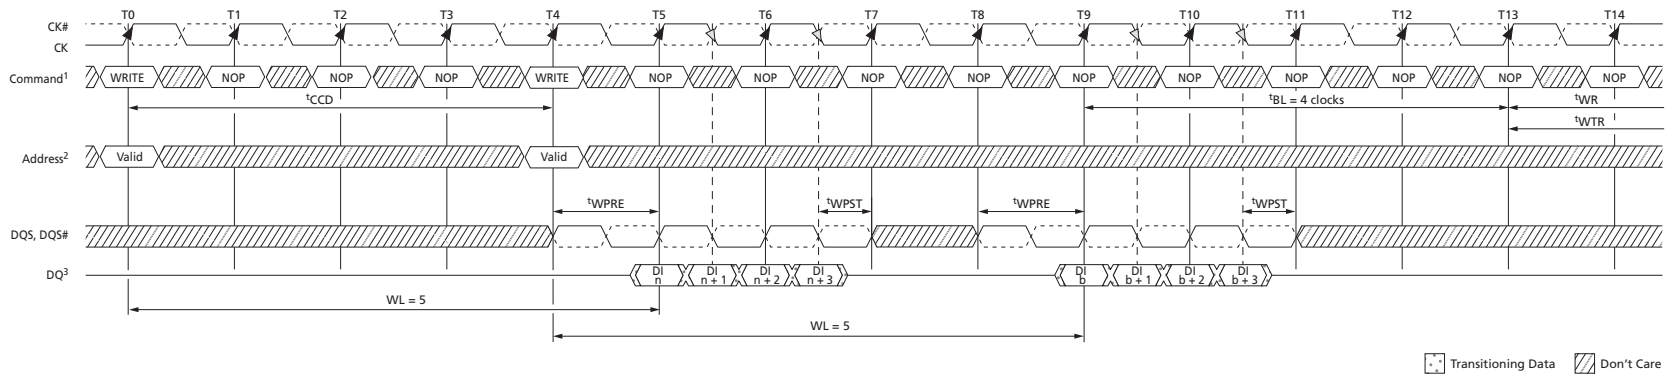 T0 T1 T2 T3 T4 T5 T6 T7 T8 T9 T10 T11 T12 T13 T14
CK#
CK
Command1 WRITE NOP NOP NOP WRITE NOP NOP NOP NOP NOP NOP NOP NOP NOP NOP
tCCD tBL = 4 clocks tWR
tWTR
Address2 Valid Valid
tWPRE tWPST tWPRE tWPST
DQS, DQS#
DQ3 DI n DI n + 1 DI n + 2 DI n + 3 DI b DI b + 1 DI b + 2 DI b + 3
WL = 5
WL = 5
Transitioning Data Don't Care